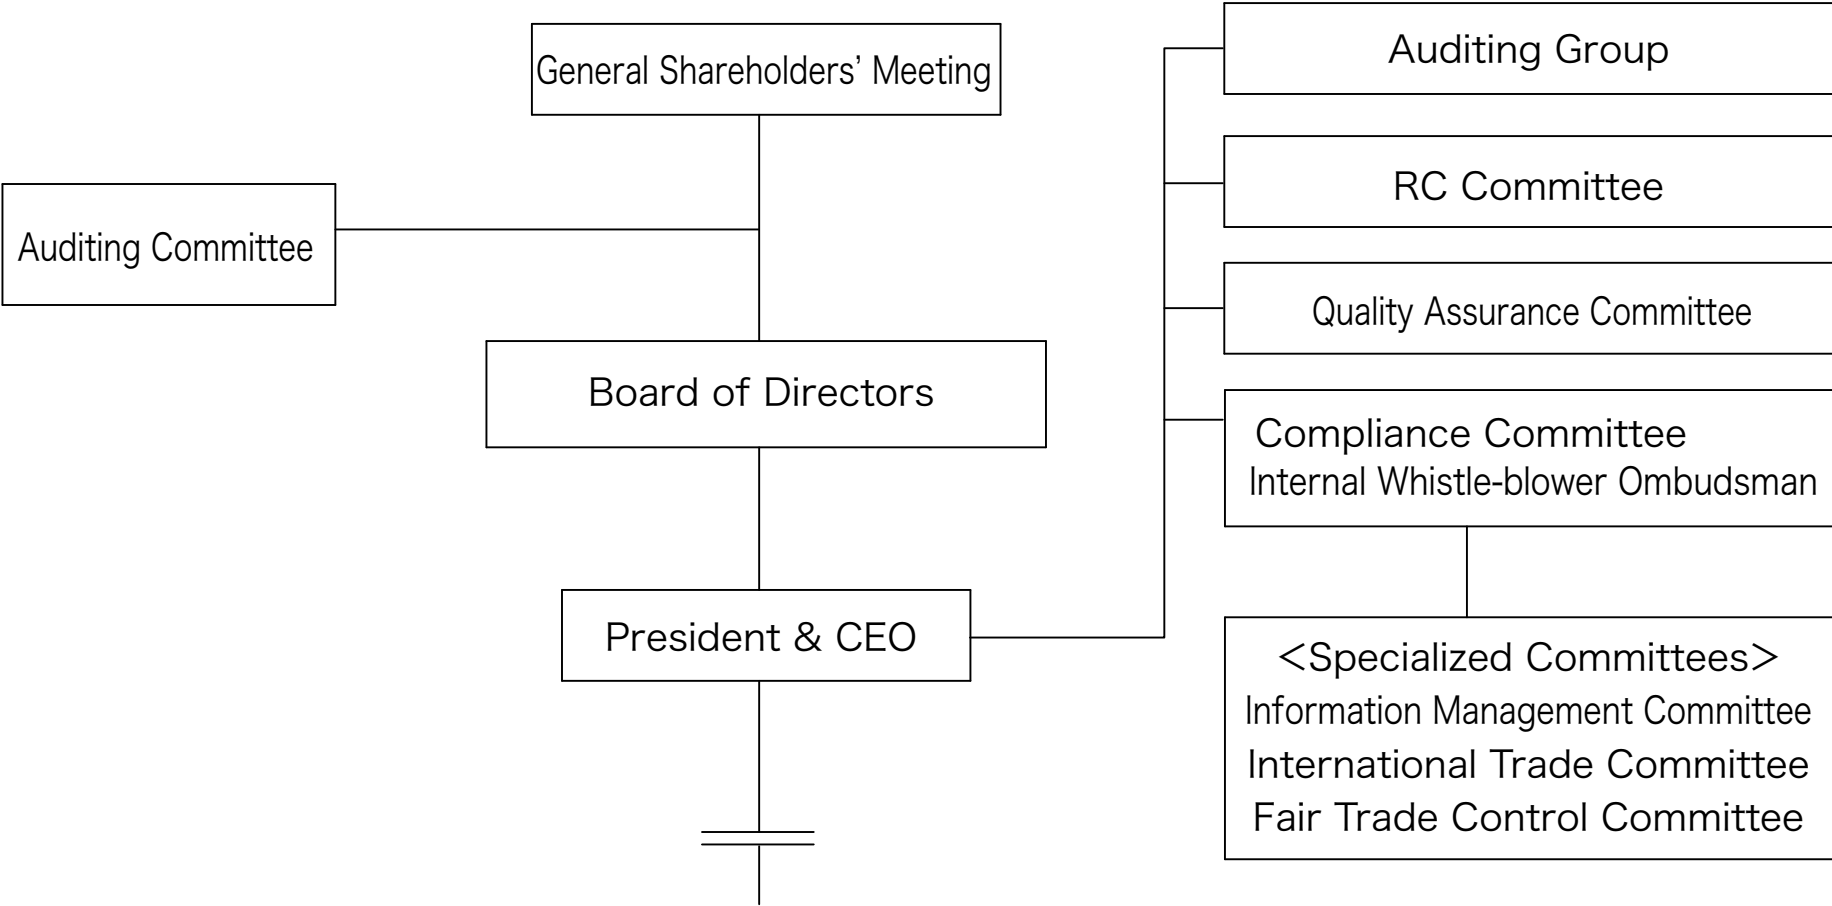 General Shareholders’ Meeting
Auditing Committee
Board of Directors
President & CEO
Auditing Group
RC Committee
Quality Assurance Committee
Compliance Committee
Internal Whistle-blower Ombudsman
<Specialized Committees>
Information Management Committee
International Trade Committee
Fair Trade Control Committee